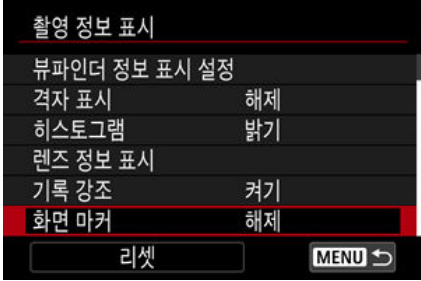 촬영 정보 표시
뷰파인더 정보 표시 설정
격자 표시 해제
히스토그램 밝기
렌즈 정보 표시
기록 강조 켜기
화면 마커 해제
리셋 MENU